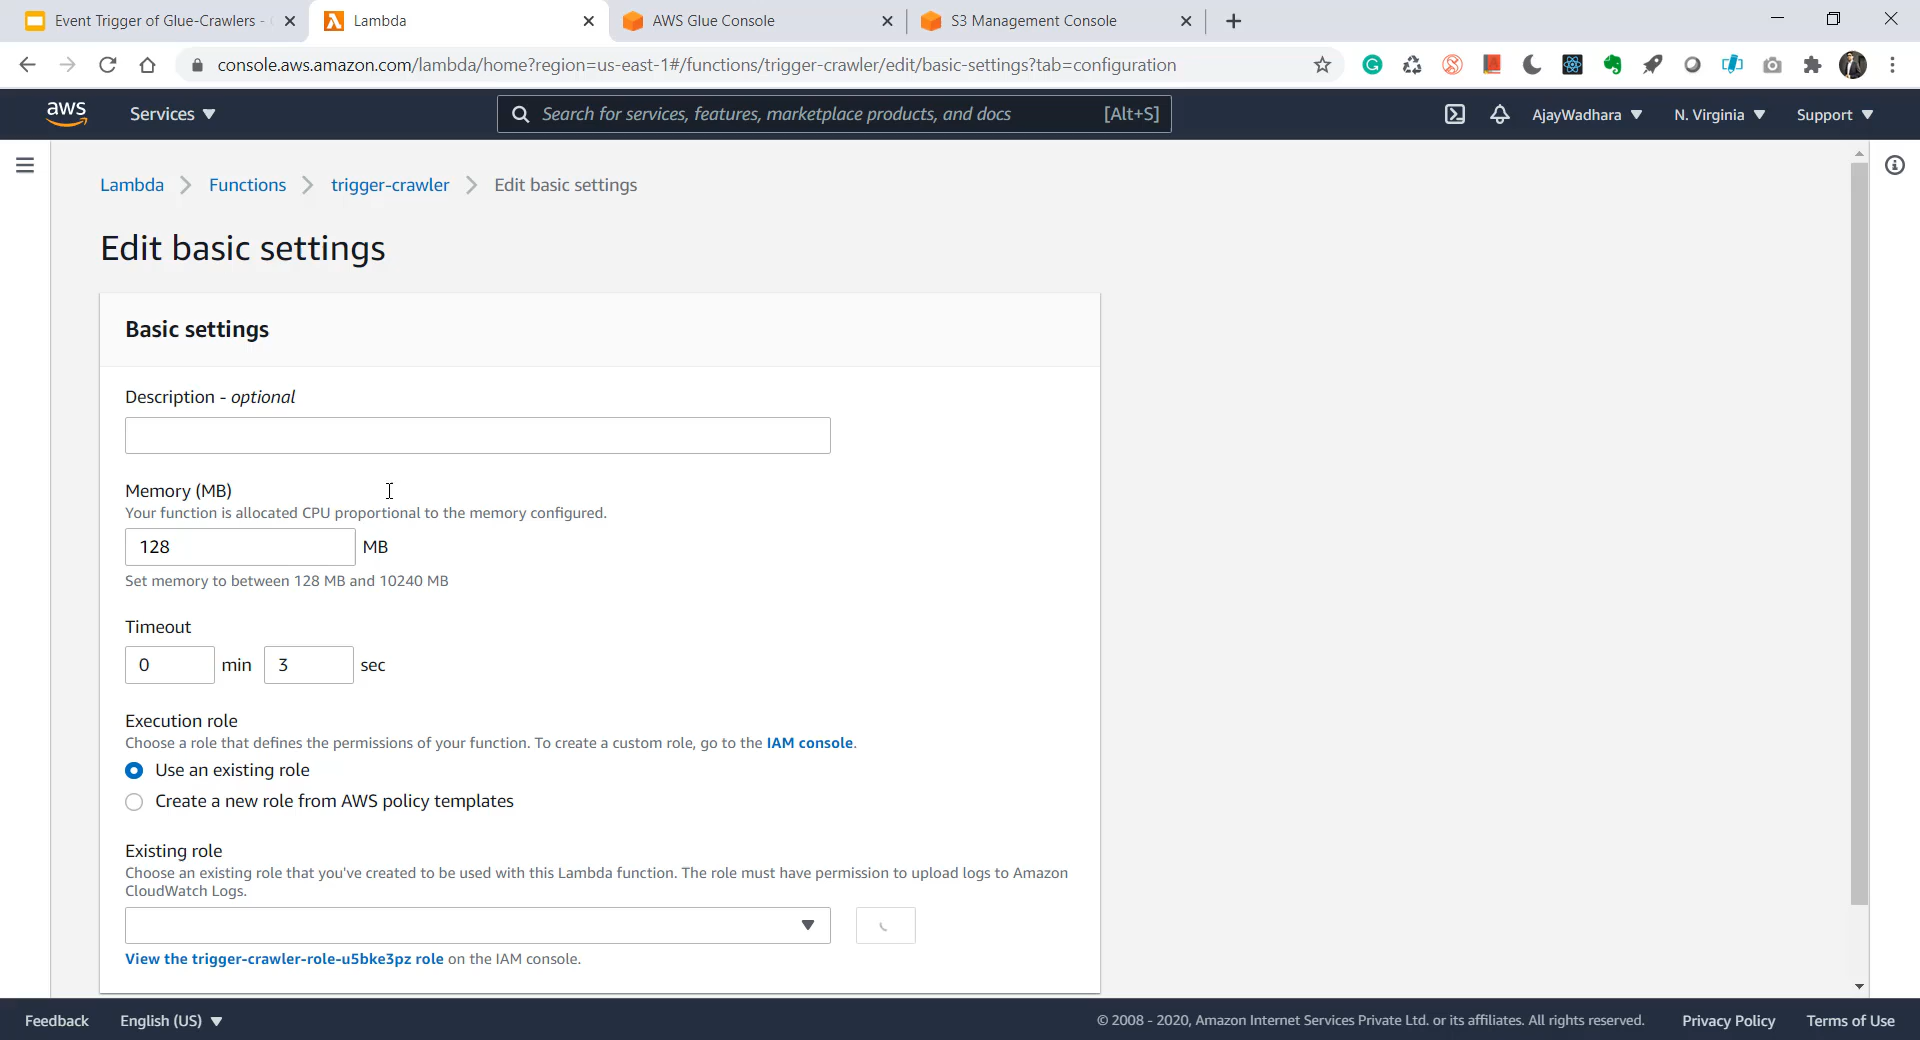 Event Trigger of Glue-Crawlers -
Lambda
AWS Glue Console
S3 Management Console
console.aws.amazon.com/lambda/home?region=us-east-1#/functions/trigger-crawler/edit/basic-settings?tab=configuration
aws
Services
Search for services, features, marketplace products, and docs
[Alt+S]
AjayWadhara
N. Virginia
Support
Lambda
Functions
trigger-crawler
Edit basic settings
Edit basic settings
Basic settings
Description - optional
Memory (MB)
Your function is allocated CPU proportional to the memory configured.
128
MB
Set memory to between 128 MB and 10240 MB
Timeout
0
min
3
sec
Execution role
Choose a role that defines the permissions of your function. To create a custom role, go to the IAM console.
Use an existing role
Create a new role from AWS policy templates
Existing role
Choose an existing role that you've created to be used with this Lambda function. The role must have permission to upload logs to Amazon
CloudWatch Logs.
View the trigger-crawler-role-u5bke3pz role on the IAM console.
Feedback
English (US)
© 2008 - 2020, Amazon Internet Services Private Ltd. or its affiliates. All rights reserved.
Privacy Policy
Terms of Use